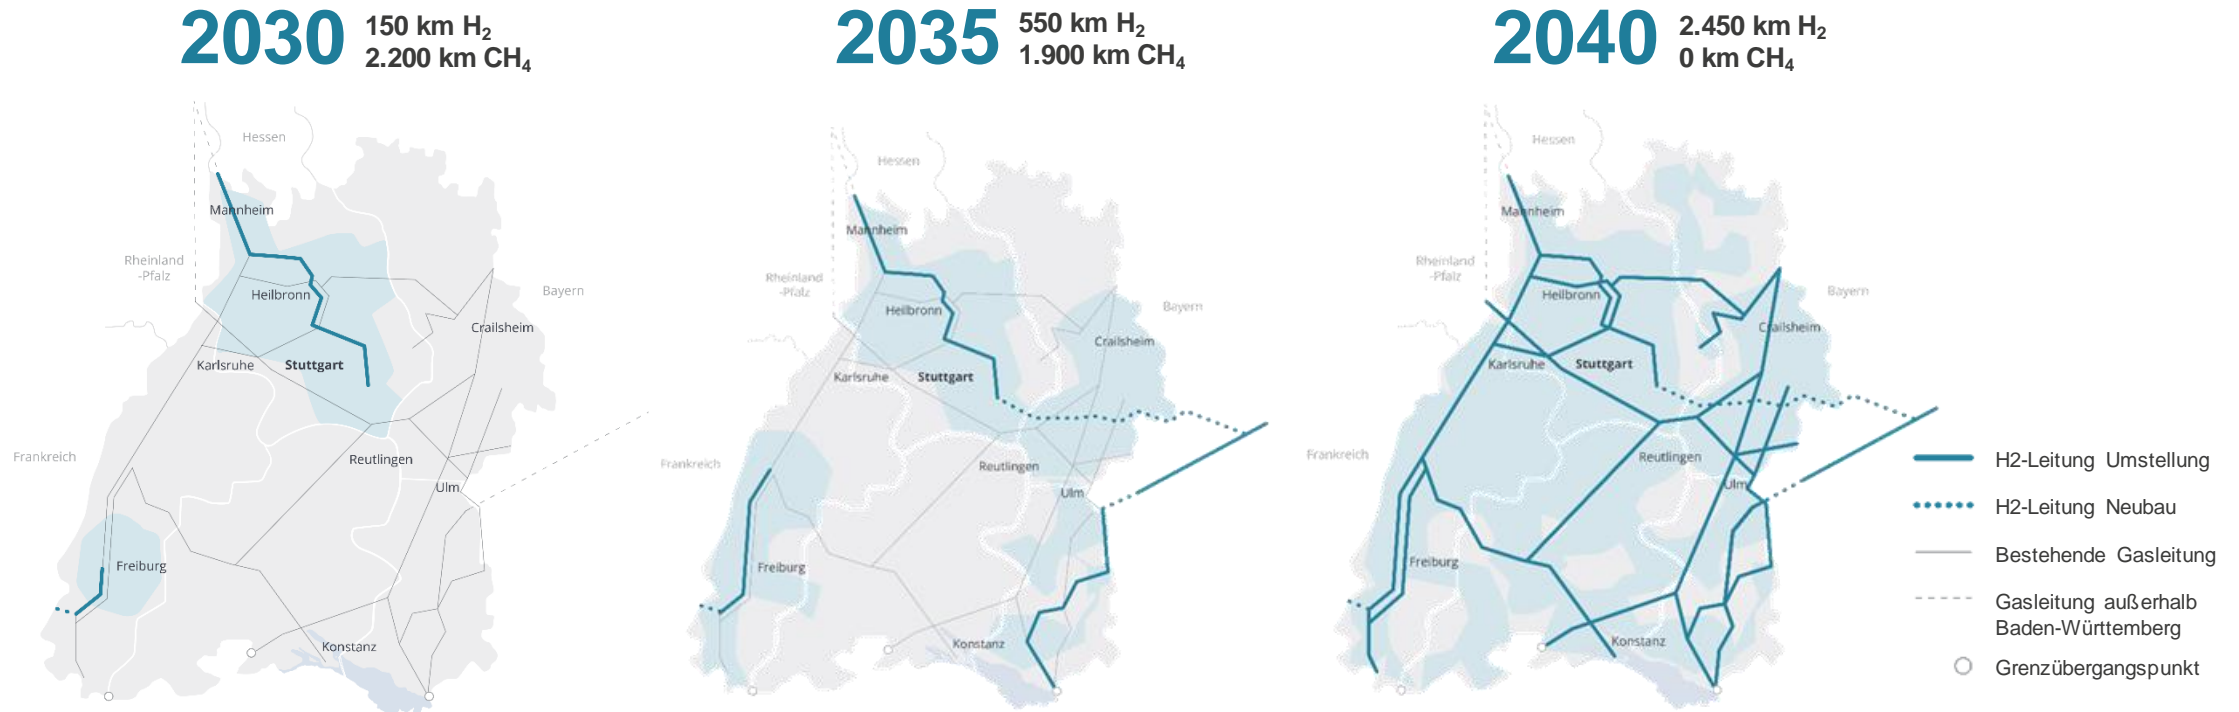 2030
150 km H₂
2.200 km CH₄
Hessen
Mannheim
Rheinland
-Pfalz
Heilbronn
Bayern
Crailsheim
Karlsruhe
Stuttgart
Frankreich
Reutlingen
Ulm
Freiburg
Konstanz
2035
550 km H₂
1.900 km CH₄
Hessen
Mannheim
Rheinland
-Pfalz
Heilbronn
Bayern
Crailsheim
Karlsruhe
Stuttgart
Frankreich
Reutlingen
Ulm
Freiburg
Konstanz
2040
2.450 km H₂
0 km CH₄
Hessen
Mannheim
Rheinland
-Pfalz
Heilbronn
Bayern
Crailsheim
Karlsruhe
Stuttgart
Frankreich
Reutlingen
Ulm
Freiburg
Konstanz
H2-Leitung Umstellung
H2-Leitung Neubau
Bestehende Gasleitung
Gasleitung außerhalb
Baden-Württemberg
Grenzübergangspunkt